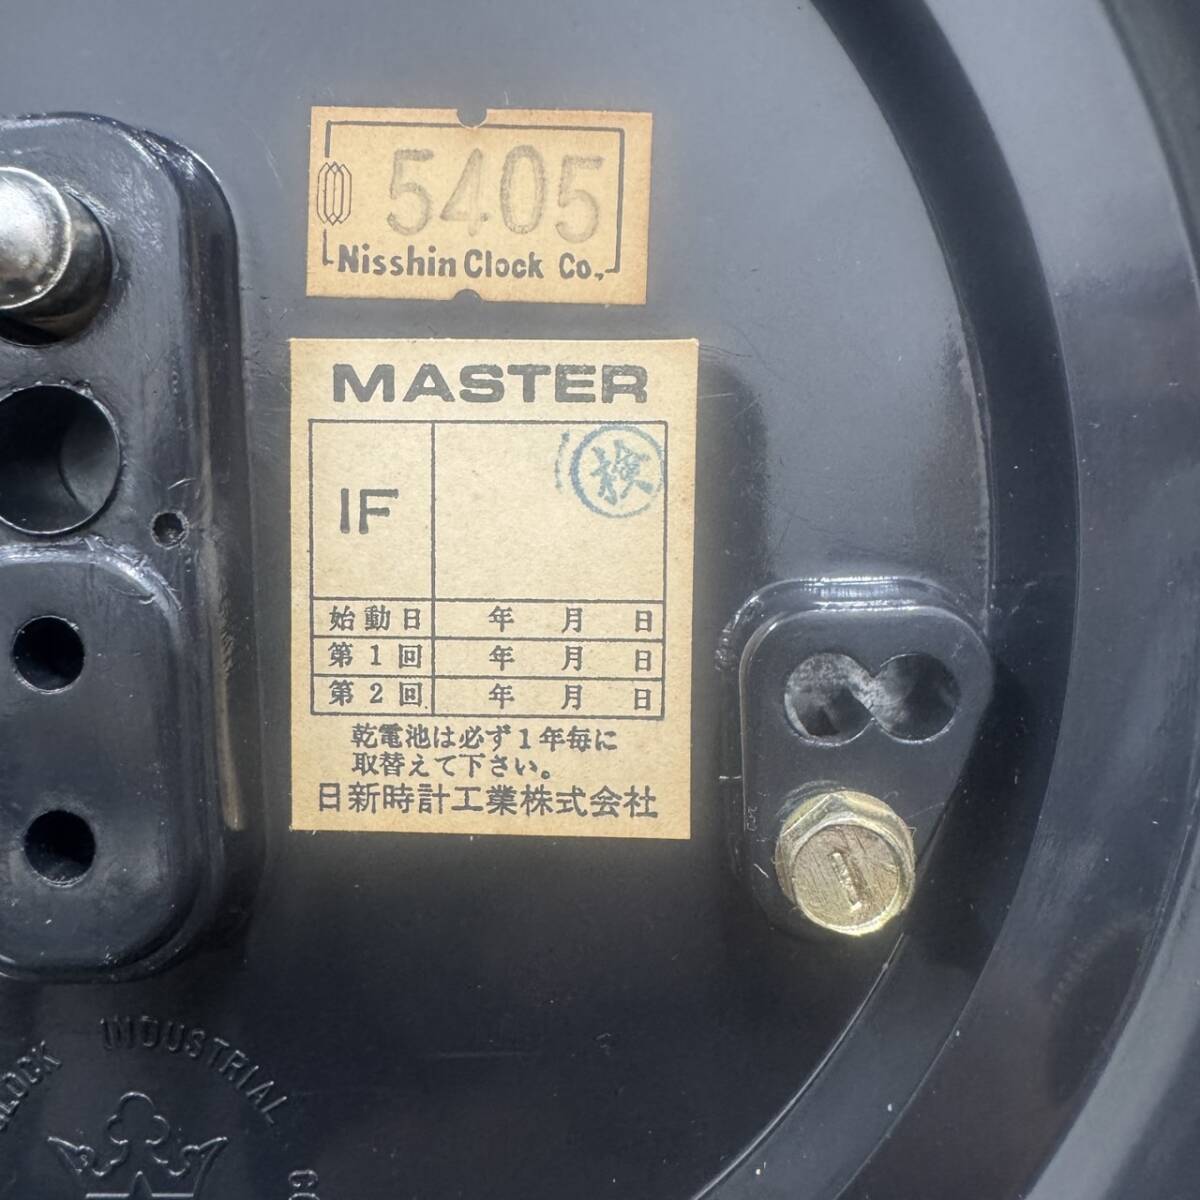 5405
Nisshin Clock Co.,
MASTER
IF
検
始動日 年 月 日
第1回 年 月 日
第2回 年 月 日
乾電池は必ず1年毎に
取替えて下さい。
日新時計工業株式会社
CLOCK INDUSTRIAL CO